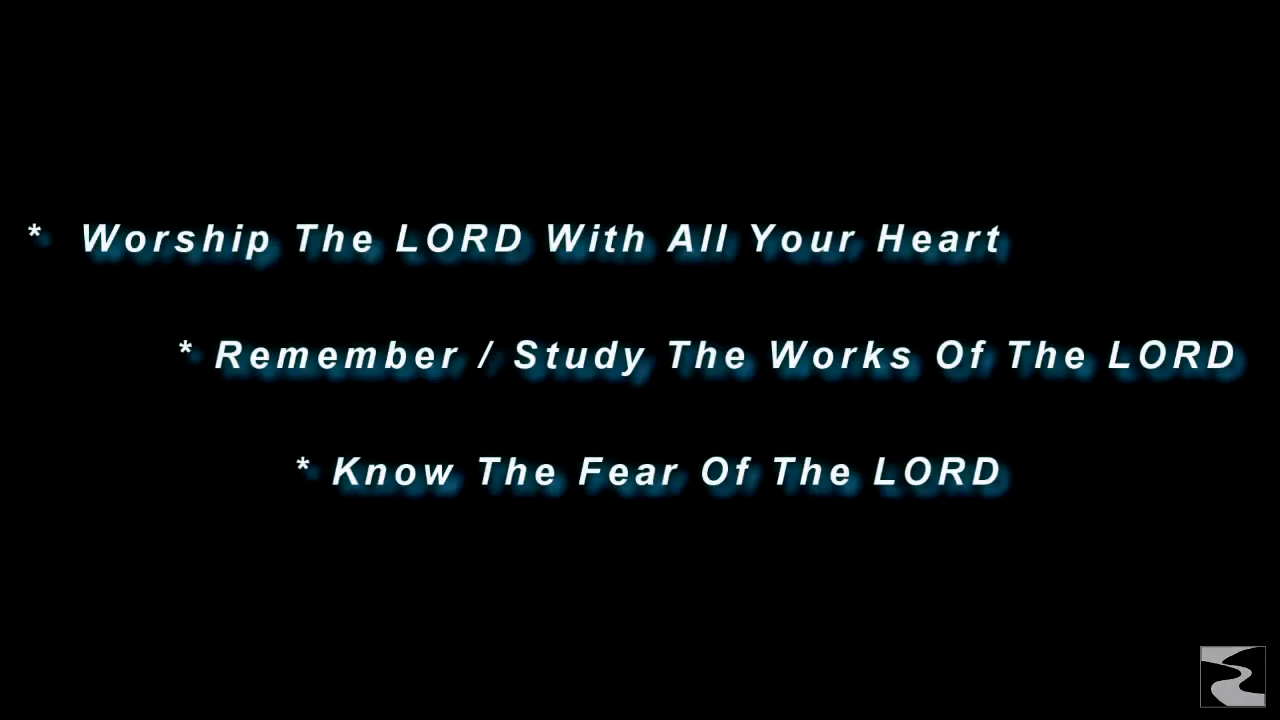 * Worship The LORD With All Your Heart
* Remember / Study The Works Of The LORD
* Know The Fear Of The LORD